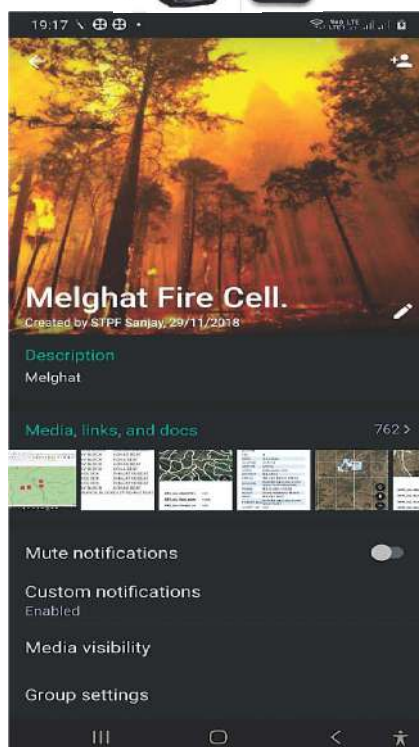 19:17
Melghat Fire Cell.
Created by STPF Sanjay, 29/11/2018
Description
Melghat
Media, links, and docs
762 >
Mute notifications
Custom notifications
Enabled
Media visibility
Group settings